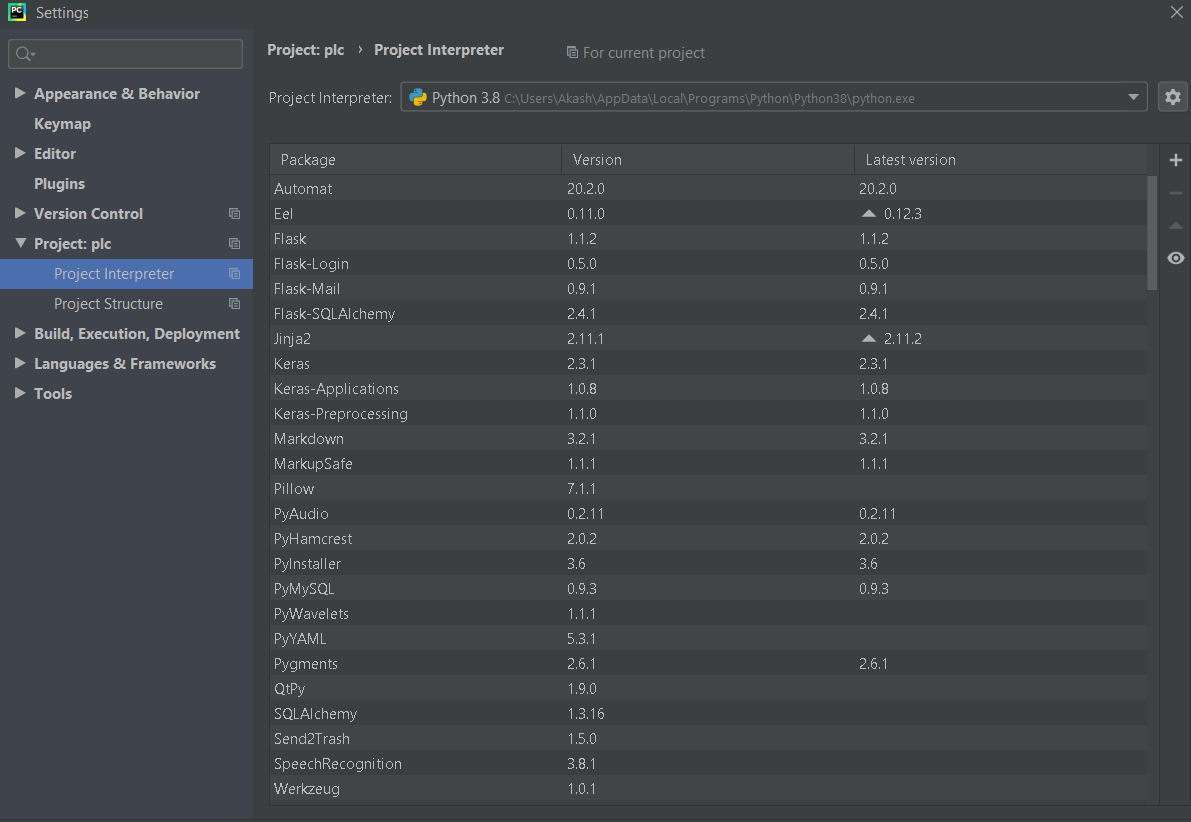 PC Settings
Project: plc › Project Interpreter For current project
Project Interpreter: Python 3.8 C:\Users\Akash\AppData\Local\Programs\Python\Python38\python.exe
Appearance & Behavior
Keymap
Editor
Plugins
Version Control
Project: plc
Project Interpreter
Project Structure
Build, Execution, Deployment
Languages & Frameworks
Tools
Package Version Latest version
Automat 20.2.0 20.2.0
Eel 0.11.0 0.12.3
Flask 1.1.2 1.1.2
Flask-Login 0.5.0 0.5.0
Flask-Mail 0.9.1 0.9.1
Flask-SQLAlchemy 2.4.1 2.4.1
Jinja2 2.11.1 2.11.2
Keras 2.3.1 2.3.1
Keras-Applications 1.0.8 1.0.8
Keras-Preprocessing 1.1.0 1.1.0
Markdown 3.2.1 3.2.1
MarkupSafe 1.1.1 1.1.1
Pillow 7.1.1
PyAudio 0.2.11 0.2.11
PyHamcrest 2.0.2 2.0.2
PyInstaller 3.6 3.6
PyMySQL 0.9.3 0.9.3
PyWavelets 1.1.1
PyYAML 5.3.1
Pygments 2.6.1 2.6.1
QtPy 1.9.0
SQLAlchemy 1.3.16
Send2Trash 1.5.0
SpeechRecognition 3.8.1
Werkzeug 1.0.1